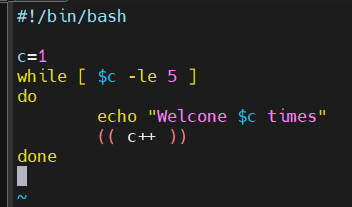 #!/bin/bash

c=1
while [ $c -le 5 ]
do
        echo "Welcone $c times"
        (( c++ ))
done
~